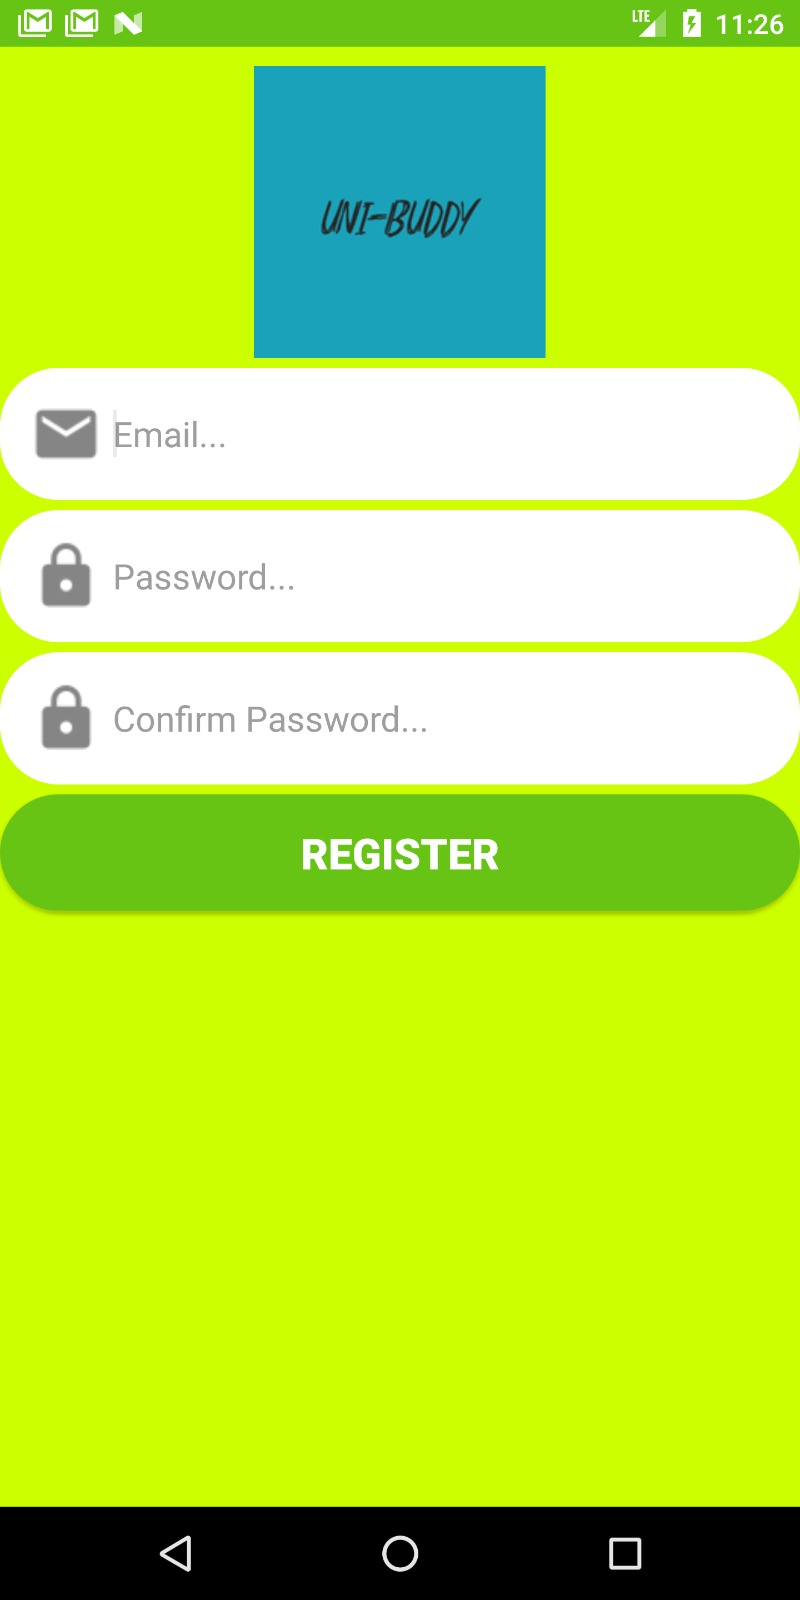 LTE 11:26
UNI-BUDDY
Email...
Password...
Confirm Password...
REGISTER